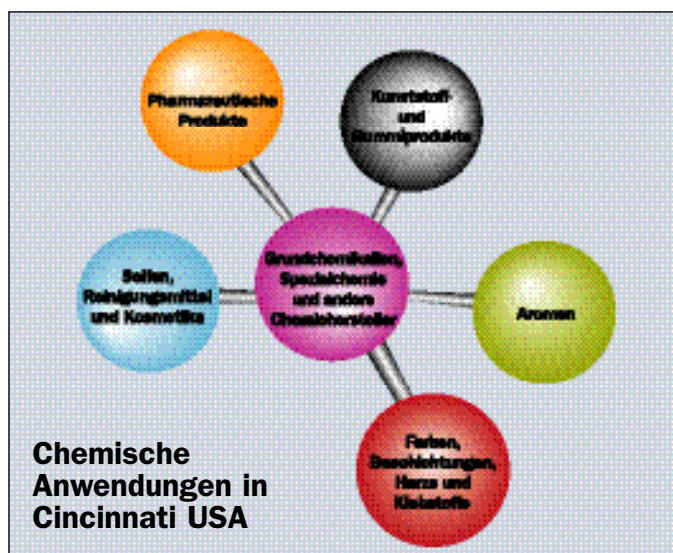 Pharmazeutische
Produkte
Kunststoff-
und
Gummiprodukte
Seifen,
Reinigungsmittel
und Kosmetika
Grundchemikalien,
Spezialchemie
und andere
Chemiehersteller
Aromen
Farben,
Beschichtungen,
Harze und
Klebstoffe
Chemische
Anwendungen in
Cincinnati USA